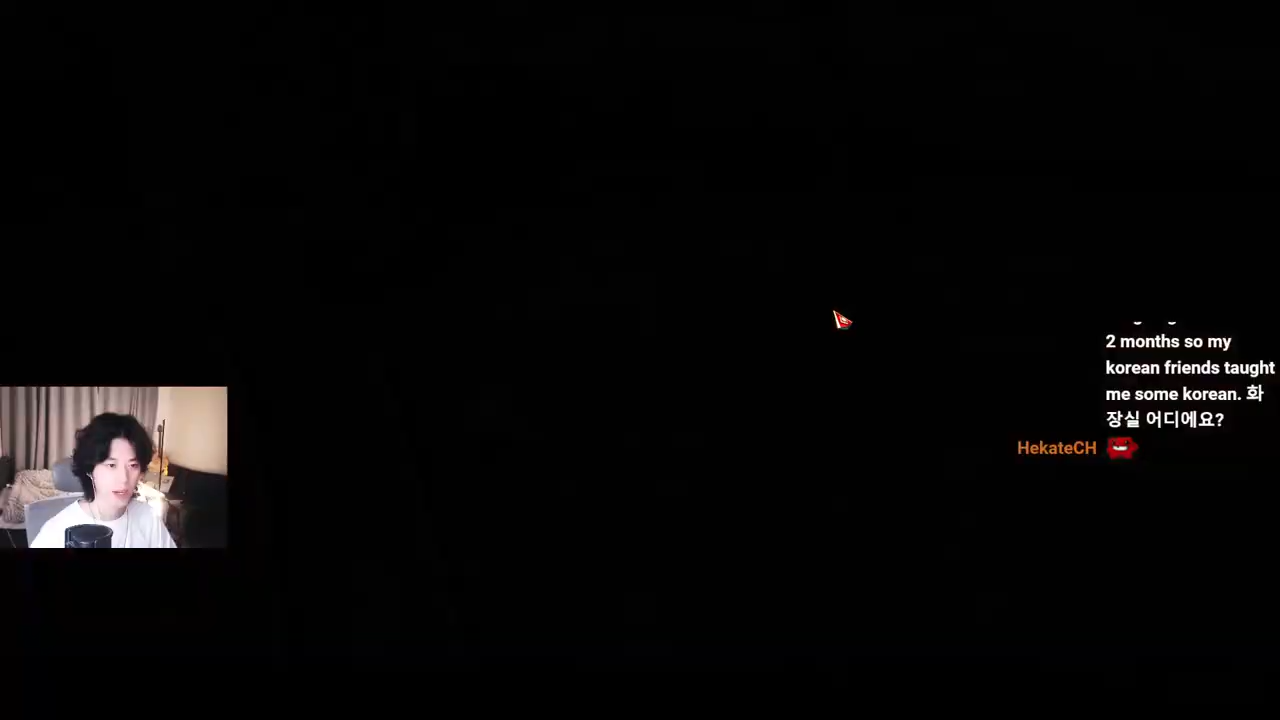 2 months so my
korean friends taught
me some korean. 화
장실 어디에요?
HekateCH